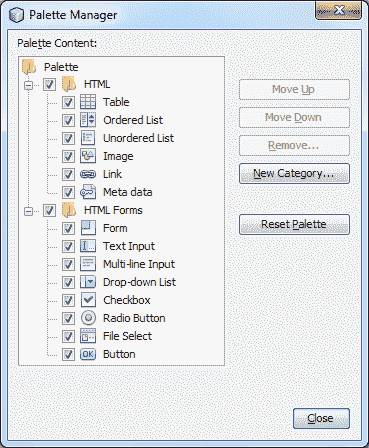 Palette Manager
Palette Content:
Palette
HTML
Table
Ordered List
Unordered List
Image
Link
Meta data
HTML Forms
Form
Text Input
Multi-line Input
Drop-down List
Checkbox
Radio Button
File Select
OK Button
Move Up
Move Down
Remove...
New Category...
Reset Palette
Close